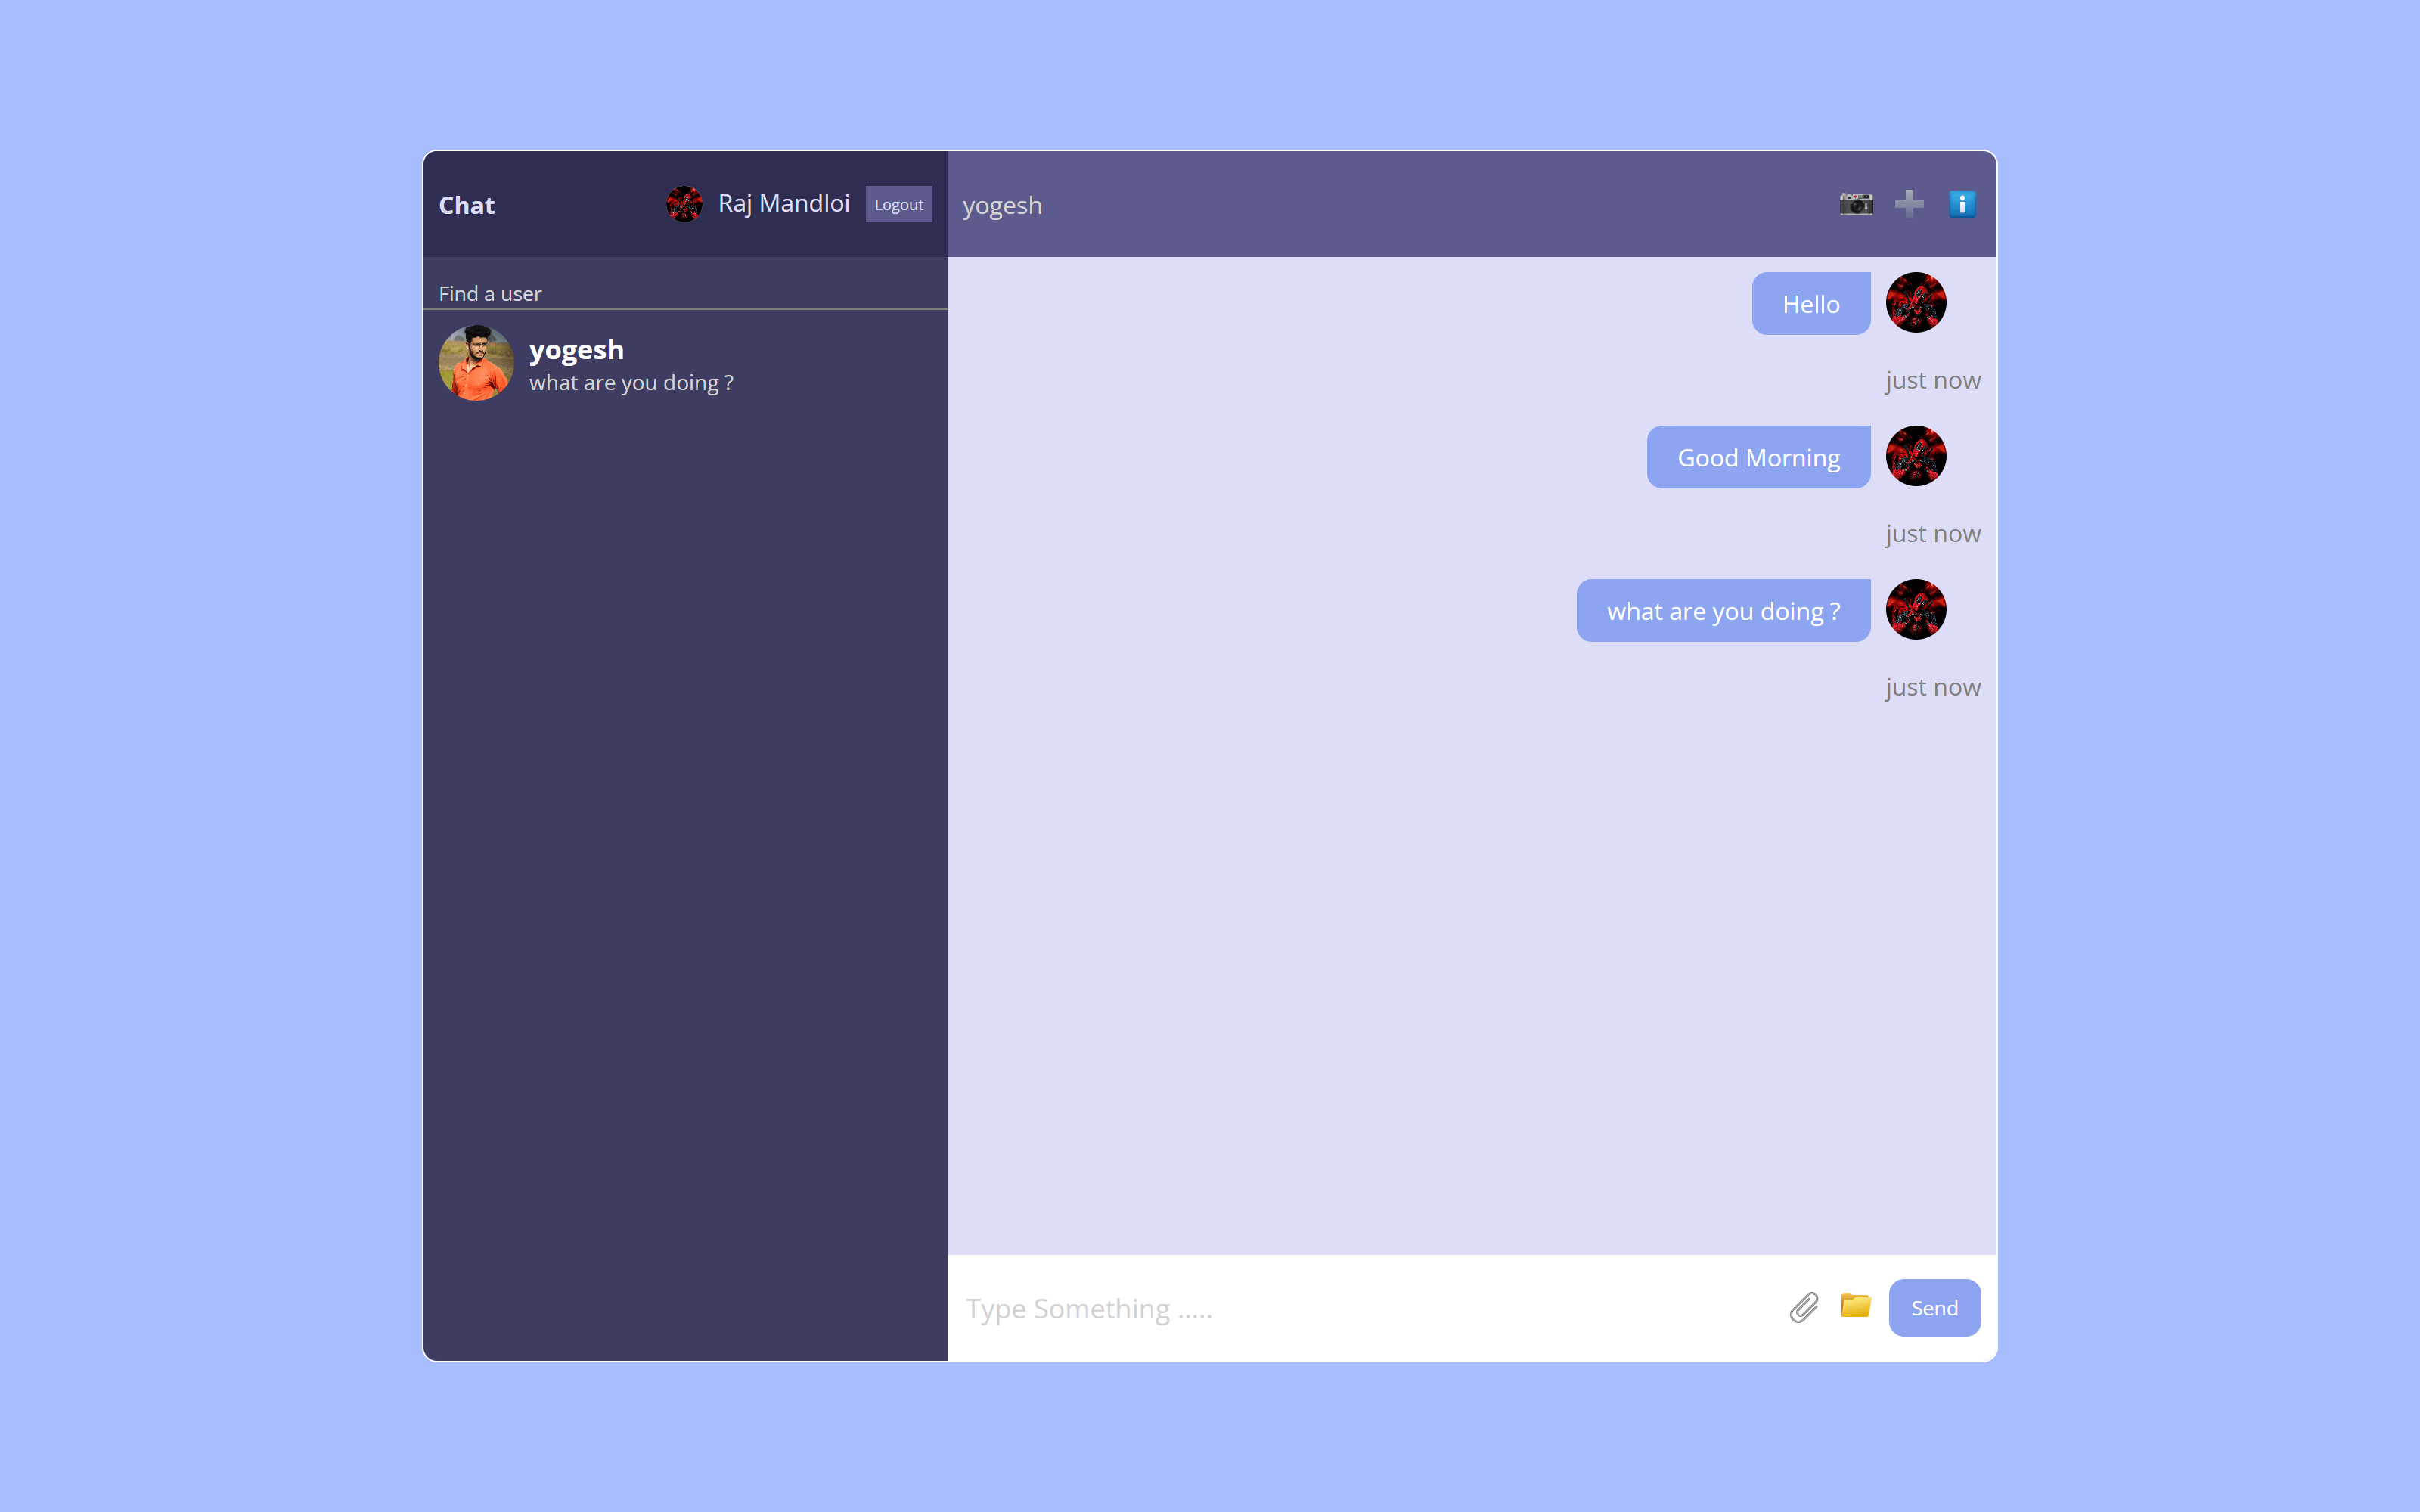 Chat
Raj Mandloi
Logout
yogesh
Find a user
yogesh
what are you doing ?
Hello
just now
Good Morning
just now
what are you doing ?
just now
Type Something .....
Send